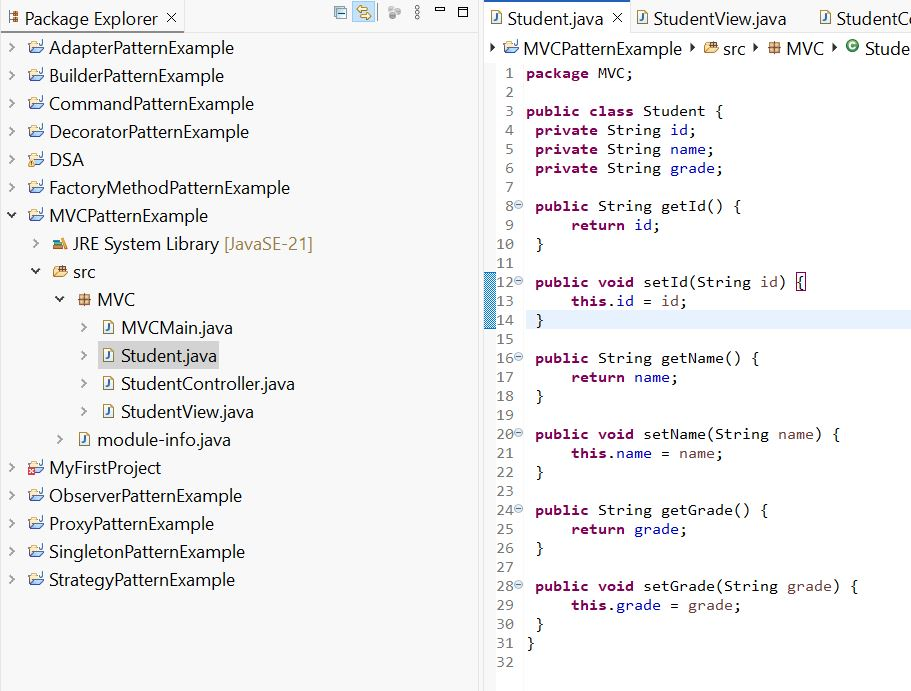 Package Explorer
AdapterPatternExample
BuilderPatternExample
CommandPatternExample
DecoratorPatternExample
DSA
FactoryMethodPatternExample
MVCPatternExample
JRE System Library [JavaSE-21]
src
MVC
MVCMain.java
Student.java
StudentController.java
StudentView.java
module-info.java
MyFirstProject
ObserverPatternExample
ProxyPatternExample
SingletonPatternExample
StrategyPatternExample
Student.java StudentView.java StudentC
MVCPatternExample src MVC Stude
1 package MVC;
2
3 public class Student {
4 private String id;
5 private String name;
6 private String grade;
7
8 public String getId() {
9 return id;
10 }
11
12 public void setId(String id) {
13 this.id = id;
14 }
15
16 public String getName() {
17 return name;
18 }
19
20 public void setName(String name) {
21 this.name = name;
22 }
23
24 public String getGrade() {
25 return grade;
26 }
27
28 public void setGrade(String grade) {
29 this.grade = grade;
30 }
31 }
32